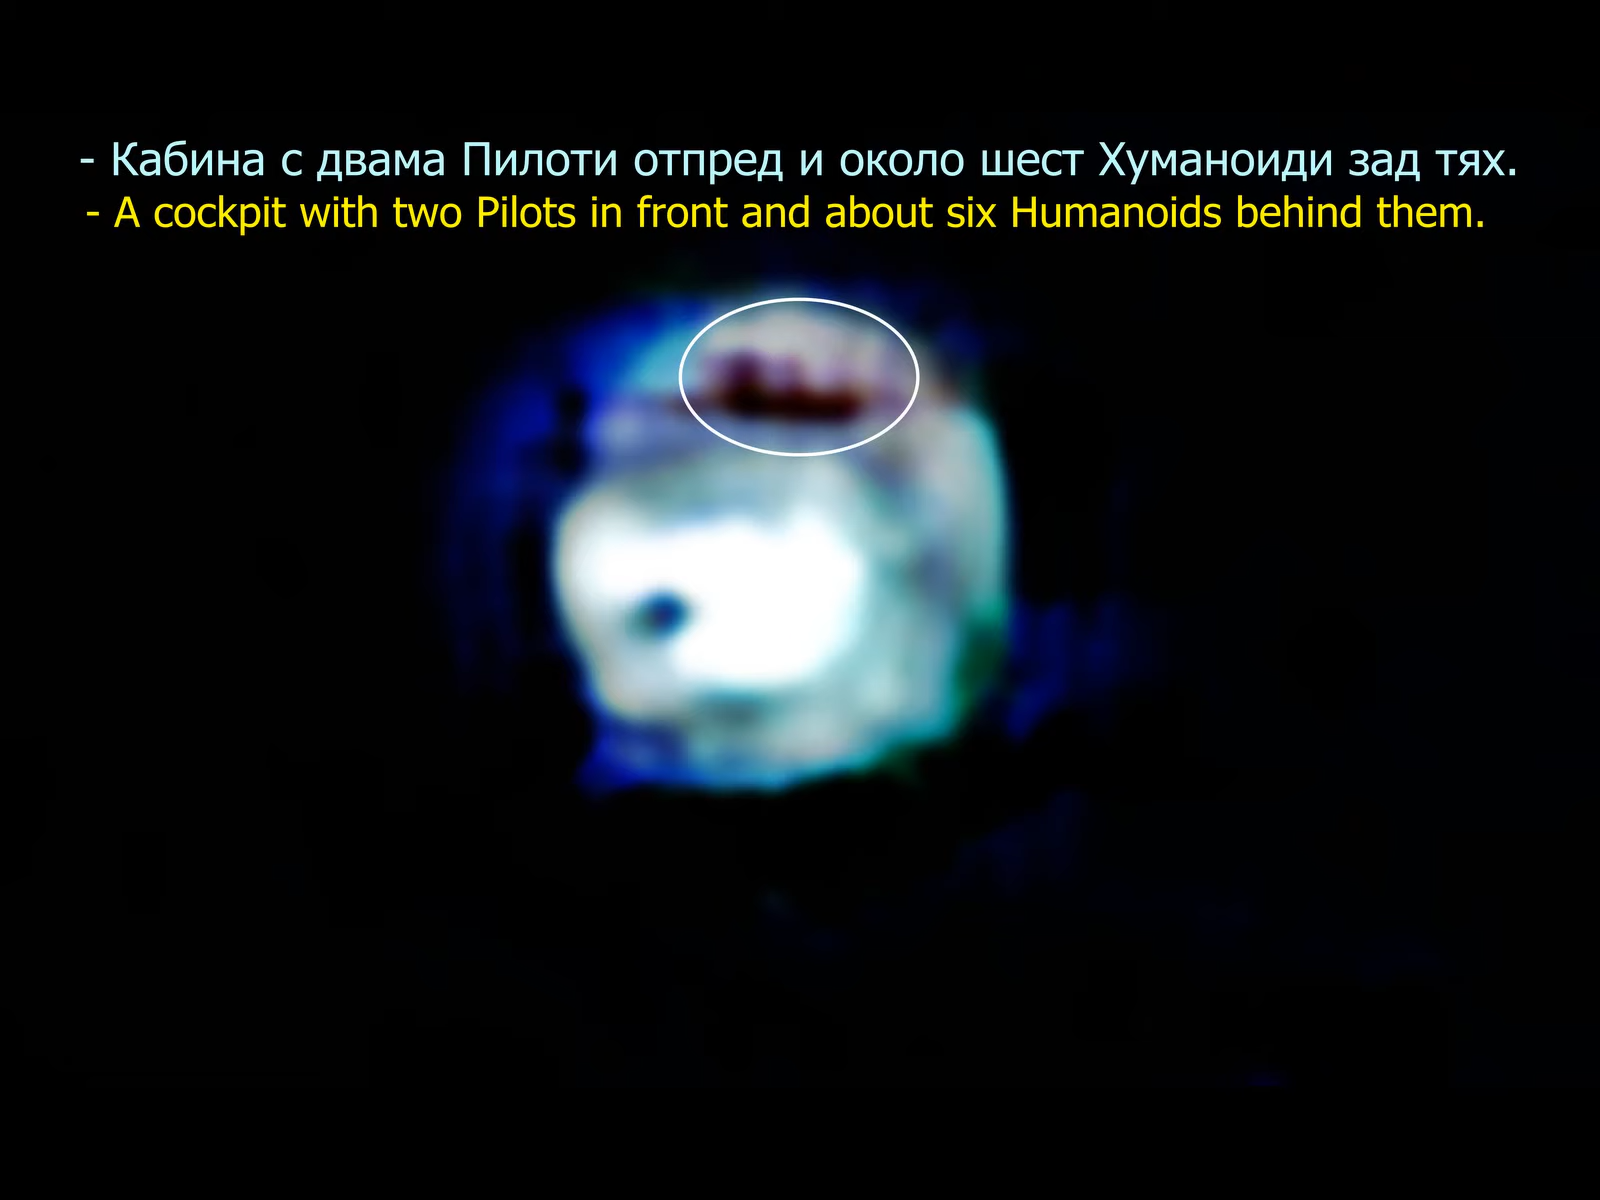 - Кабина с двама Пилоти отпред и около шест Хуманоиди зад тях.
- A cockpit with two Pilots in front and about six Humanoids behind them.